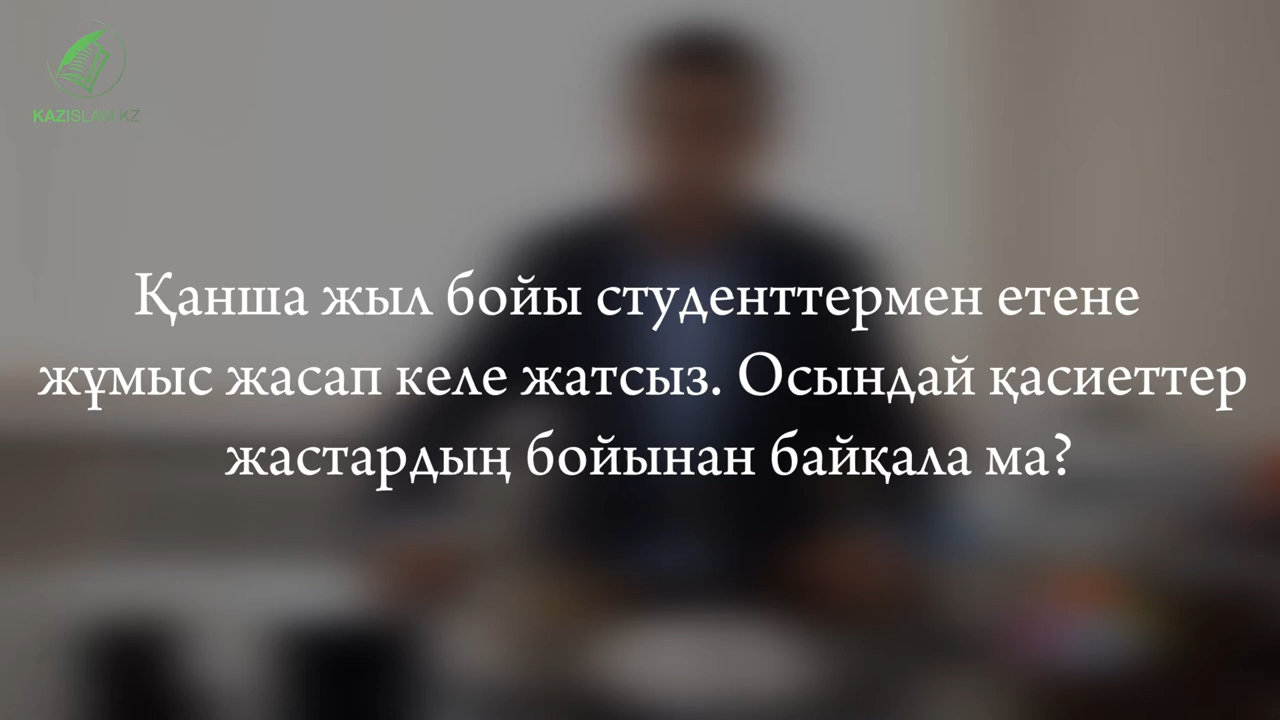 KAZISLAM.KZ
Қанша жыл бойы студенттермен етене
жұмыс жасап келе жатсыз. Осындай қасиеттер
жастардың бойынан байқала ма?